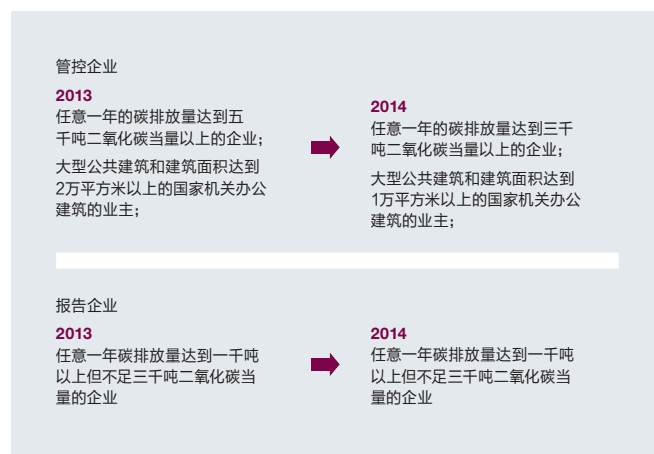 管控企业
2013
任意一年的碳排放量达到五
千吨二氧化碳当量以上的企业；
大型公共建筑和建筑面积达到
2万平方米以上的国家机关办公
建筑的业主；
2014
任意一年的碳排放量达到三千
吨二氧化碳当量以上的企业；
大型公共建筑和建筑面积达到
1万平方米以上的国家机关办公
建筑的业主；
报告企业
2013
任意一年碳排放量达到一千吨
以上但不足三千吨二氧化碳当
量的企业
2014
任意一年碳排放量达到一千吨
以上但不足三千吨二氧化碳当
量的企业